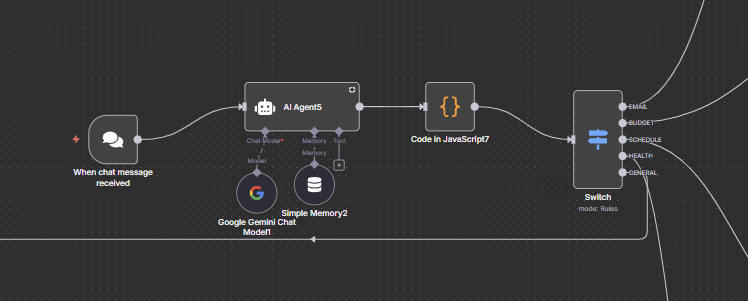 When chat message
received
AI Agent5
Chat Model*
Memory
Tool
Model
Memory
Google Gemini Chat
Model1
Simple Memory2
{}
Code in JavaScript7
EMAIL
BUDGET
SCHEDULE
HEALTH
GENERAL
Switch
mode: Rules